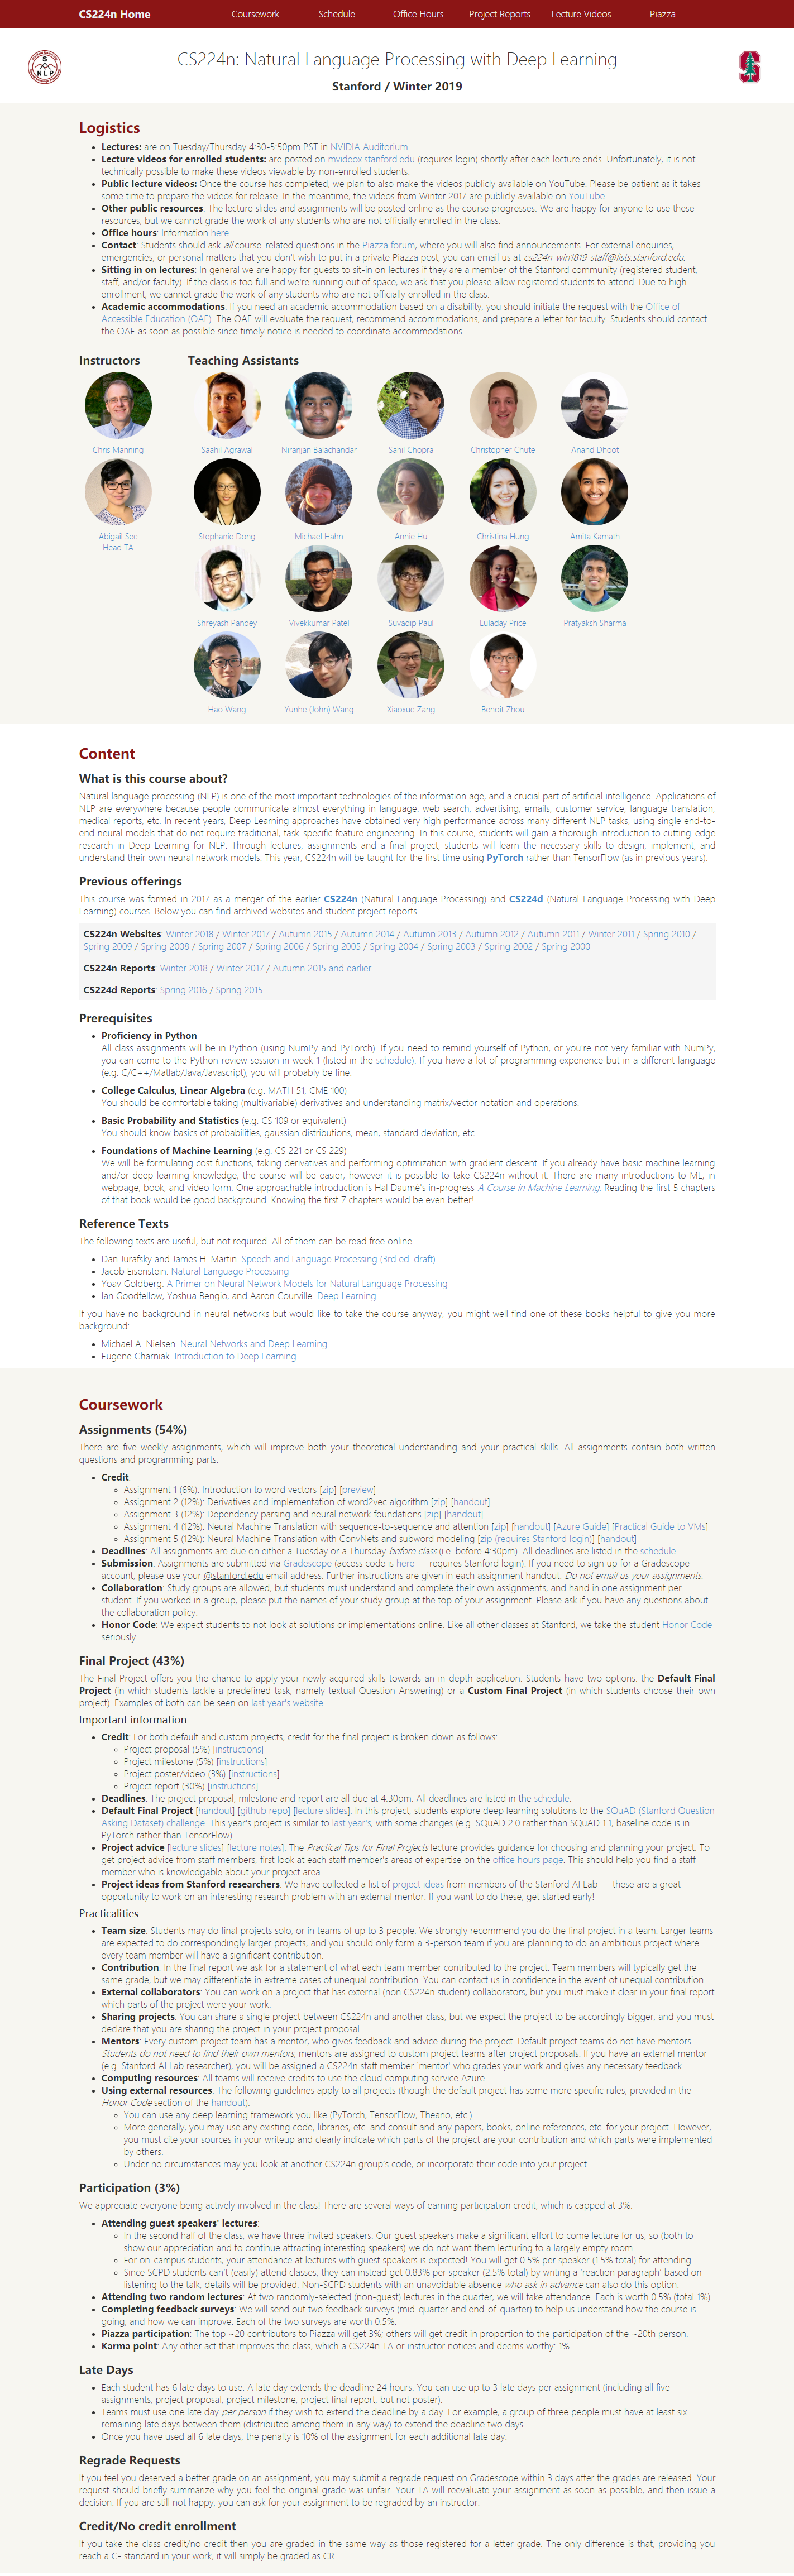 CS224n Home Coursework Schedule Office Hours Project Reports Lecture Videos Piazza
S
NLP
CS224n: Natural Language Processing with Deep Learning
Stanford / Winter 2019
Logistics
• Lectures: are on Tuesday/Thursday 4:30-5:50pm PST in NVIDIA Auditorium.
• Lecture videos for enrolled students: are posted on mvideox.stanford.edu (requires login) shortly after each lecture ends. Unfortunately, it is not
technically possible to make these videos viewable by non-enrolled students.
• Public lecture videos: Once the course has completed, we plan to also make the videos publicly available on YouTube. Please be patient as it takes
some time to prepare the videos for release. In the meantime, the videos from Winter 2017 are publicly available on YouTube.
• Other public resources: The lecture slides and assignments will be posted online as the course progresses. We are happy for anyone to use these
resources, but we cannot grade the work of any students who are not officially enrolled in the class.
• Office hours: Information here.
• Contact: Students should ask all course-related questions in the Piazza forum, where you will also find announcements. For external enquiries,
emergencies, or personal matters that you don't wish to put in a private Piazza post, you can email us at cs224n-win1819-staff@lists.stanford.edu.
• Sitting in on lectures: In general we are happy for guests to sit-in on lectures if they are a member of the Stanford community (registered student,
staff, and/or faculty). If the class is too full and we're running out of space, we ask that you please allow registered students to attend. Due to high
enrollment, we cannot grade the work of any students who are not officially enrolled in the class.
• Academic accommodations: If you need an academic accommodation based on a disability, you should initiate the request with the Office of
Accessible Education (OAE). The OAE will evaluate the request, recommend accommodations, and prepare a letter for faculty. Students should contact
the OAE as soon as possible since timely notice is needed to coordinate accommodations.
Instructors Teaching Assistants
Chris Manning Saahil Agrawal Niranjan Balachandar Sahil Chopra Christopher Chute Anand Dhoot
Abigail See Stephanie Dong Michael Hahn Annie Hu Christina Hung Amita Kamath
Head TA
Shreyash Pandey Vivekkumar Patel Suvadip Paul Luladay Price Pratyaksh Sharma
Hao Wang Yunhe (John) Wang Xiaoxue Zang Benoit Zhou
Content
What is this course about?
Natural language processing (NLP) is one of the most important technologies of the information age, and a crucial part of artificial intelligence. Applications of
NLP are everywhere because people communicate almost everything in language: web search, advertising, emails, customer service, language translation,
medical reports, etc. In recent years, Deep Learning approaches have obtained very high performance across many different NLP tasks, using single end-to-
end neural models that do not require traditional, task-specific feature engineering. In this course, students will gain a thorough introduction to cutting-edge
research in Deep Learning for NLP. Through lectures, assignments and a final project, students will learn the necessary skills to design, implement, and
understand their own neural network models. This year, CS224n will be taught for the first time using PyTorch rather than TensorFlow (as in previous years).
Previous offerings
This course was formed in 2017 as a merger of the earlier CS224n (Natural Language Processing) and CS224d (Natural Language Processing with Deep
Learning) courses. Below you can find archived websites and student project reports.
CS224n Websites: Winter 2018 / Winter 2017 / Autumn 2015 / Autumn 2014 / Autumn 2013 / Autumn 2012 / Autumn 2011 / Winter 2011 / Spring 2010 /
Spring 2009 / Spring 2008 / Spring 2007 / Spring 2006 / Spring 2005 / Spring 2004 / Spring 2003 / Spring 2002 / Spring 2000
CS224n Reports: Winter 2018 / Winter 2017 / Autumn 2015 and earlier
CS224d Reports: Spring 2016 / Spring 2015
Prerequisites
• Proficiency in Python
All class assignments will be in Python (using NumPy and PyTorch). If you need to remind yourself of Python, or you're not very familiar with NumPy,
you can come to the Python review session in week 1 (listed in the schedule). If you have a lot of programming experience but in a different language
(e.g. C/C++/Matlab/Java/Javascript), you will probably be fine.
• College Calculus, Linear Algebra (e.g. MATH 51, CME 100)
You should be comfortable taking (multivariable) derivatives and understanding matrix/vector notation and operations.
• Basic Probability and Statistics (e.g. CS 109 or equivalent)
You should know basics of probabilities, gaussian distributions, mean, standard deviation, etc.
• Foundations of Machine Learning (e.g. CS 221 or CS 229)
We will be formulating cost functions, taking derivatives and performing optimization with gradient descent. If you already have basic machine learning
and/or deep learning knowledge, the course will be easier; however it is possible to take CS224n without it. There are many introductions to ML, in
webpage, book, and video form. One approachable introduction is Hal Daumé's in-progress A Course in Machine Learning. Reading the first 5 chapters
of that book would be good background. Knowing the first 7 chapters would be even better!
Reference Texts
The following texts are useful, but not required. All of them can be read free online.
• Dan Jurafsky and James H. Martin. Speech and Language Processing (3rd ed. draft)
• Jacob Eisenstein. Natural Language Processing
• Yoav Goldberg. A Primer on Neural Network Models for Natural Language Processing
• Ian Goodfellow, Yoshua Bengio, and Aaron Courville. Deep Learning
If you have no background in neural networks but would like to take the course anyway, you might well find one of these books helpful to give you more
background:
• Michael A. Nielsen. Neural Networks and Deep Learning
• Eugene Charniak. Introduction to Deep Learning
Coursework
Assignments (54%)
There are five weekly assignments, which will improve both your theoretical understanding and your practical skills. All assignments contain both written
questions and programming parts.
• Credit:
Assignment 1 (6%): Introduction to word vectors [zip] [preview]
Assignment 2 (12%): Derivatives and implementation of word2vec algorithm [zip] [handout]
Assignment 3 (12%): Dependency parsing and neural network foundations [zip] [handout]
Assignment 4 (12%): Neural Machine Translation with sequence-to-sequence and attention [zip] [handout] [Azure Guide] [Practical Guide to VMs]
Assignment 5 (12%): Neural Machine Translation with ConvNets and subword modeling [zip (requires Stanford login)] [handout]
• Deadlines: All assignments are due on either a Tuesday or a Thursday before class (i.e. before 4:30pm). All deadlines are listed in the schedule.
• Submission: Assignments are submitted via Gradescope (access code is here — requires Stanford login). If you need to sign up for a Gradescope
account, please use your @stanford.edu email address. Further instructions are given in each assignment handout. Do not email us your assignments.
• Collaboration: Study groups are allowed, but students must understand and complete their own assignments, and hand in one assignment per
student. If you worked in a group, please put the names of your study group at the top of your assignment. Please ask if you have any questions about
the collaboration policy.
• Honor Code: We expect students to not look at solutions or implementations online. Like all other classes at Stanford, we take the student Honor Code
seriously.
Final Project (43%)
The Final Project offers you the chance to apply your newly acquired skills towards an in-depth application. Students have two options: the Default Final
Project (in which students tackle a predefined task, namely textual Question Answering) or a Custom Final Project (in which students choose their own
project). Examples of both can be seen on last year's website.
Important information
• Credit: For both default and custom projects, credit for the final project is broken down as follows:
Project proposal (5%) [instructions]
Project milestone (5%) [instructions]
Project poster/video (3%) [instructions]
Project report (30%) [instructions]
• Deadlines: The project proposal, milestone and report are all due at 4:30pm. All deadlines are listed in the schedule.
• Default Final Project [handout] [github repo] [lecture slides]: In this project, students explore deep learning solutions to the SQuAD (Stanford Question
Asking Dataset) challenge. This year's project is similar to last year's, with some changes (e.g. SQuAD 2.0 rather than SQuAD 1.1, baseline code is in
PyTorch rather than TensorFlow).
• Project advice [lecture slides] [lecture notes]: The Practical Tips for Final Projects lecture provides guidance for choosing and planning your project. To
get project advice from staff members, first look at each staff member's areas of expertise on the office hours page. This should help you find a staff
member who is knowledgable about your project area.
• Project ideas from Stanford researchers: We have collected a list of project ideas from members of the Stanford AI Lab — these are a great
opportunity to work on an interesting research problem with an external mentor. If you want to do these, get started early!
Practicalities
• Team size: Students may do final projects solo, or in teams of up to 3 people. We strongly recommend you do the final project in a team. Larger teams
are expected to do correspondingly larger projects, and you should only form a 3-person team if you are planning to do an ambitious project where
every team member will have a significant contribution.
• Contribution: In the final report we ask for a statement of what each team member contributed to the project. Team members will typically get the
same grade, but we may differentiate in extreme cases of unequal contribution. You can contact us in confidence in the event of unequal contribution.
• External collaborators: You can work on a project that has external (non CS224n student) collaborators, but you must make it clear in your final report
which parts of the project were your work.
• Sharing projects: You can share a single project between CS224n and another class, but we expect the project to be accordingly bigger, and you must
declare that you are sharing the project in your project proposal.
• Mentors: Every custom project team has a mentor, who gives feedback and advice during the project. Default project teams do not have mentors.
Students do not need to find their own mentors; mentors are assigned to custom project teams after project proposals. If you have an external mentor
(e.g. Stanford AI Lab researcher), you will be assigned a CS224n staff member `mentor' who grades your work and gives any necessary feedback.
• Computing resources: All teams will receive credits to use the cloud computing service Azure.
• Using external resources: The following guidelines apply to all projects (though the default project has some more specific rules, provided in the
Honor Code section of the handout):
You can use any deep learning framework you like (PyTorch, TensorFlow, Theano, etc.)
More generally, you may use any existing code, libraries, etc. and consult and any papers, books, online references, etc. for your project. However,
you must cite your sources in your writeup and clearly indicate which parts of the project are your contribution and which parts were implemented
by others.
Under no circumstances may you look at another CS224n group's code, or incorporate their code into your project.
Participation (3%)
We appreciate everyone being actively involved in the class! There are several ways of earning participation credit, which is capped at 3%:
• Attending guest speakers' lectures:
In the second half of the class, we have three invited speakers. Our guest speakers make a significant effort to come lecture for us, so (both to
show our appreciation and to continue attracting interesting speakers) we do not want them lecturing to a largely empty room.
For on-campus students, your attendance at lectures with guest speakers is expected! You will get 0.5% per speaker (1.5% total) for attending.
Since SCPD students can't (easily) attend classes, they can instead get 0.83% per speaker (2.5% total) by writing a 'reaction paragraph' based on
listening to the talk; details will be provided. Non-SCPD students with an unavoidable absence who ask in advance can also do this option.
• Attending two random lectures: At two randomly-selected (non-guest) lectures in the quarter, we will take attendance. Each is worth 0.5% (total 1%).
• Completing feedback surveys: We will send out two feedback surveys (mid-quarter and end-of-quarter) to help us understand how the course is
going, and how we can improve. Each of the two surveys are worth 0.5%.
• Piazza participation: The top ~20 contributors to Piazza will get 3%; others will get credit in proportion to the participation of the ~20th person.
• Karma point: Any other act that improves the class, which a CS224n TA or instructor notices and deems worthy: 1%
Late Days
• Each student has 6 late days to use. A late day extends the deadline 24 hours. You can use up to 3 late days per assignment (including all five
assignments, project proposal, project milestone, project final report, but not poster).
• Teams must use one late day per person if they wish to extend the deadline by a day. For example, a group of three people must have at least six
remaining late days between them (distributed among them in any way) to extend the deadline two days.
• Once you have used all 6 late days, the penalty is 10% of the assignment for each additional late day.
Regrade Requests
If you feel you deserved a better grade on an assignment, you may submit a regrade request on Gradescope within 3 days after the grades are released. Your
request should briefly summarize why you feel the original grade was unfair. Your TA will reevaluate your assignment as soon as possible, and then issue a
decision. If you are still not happy, you can ask for your assignment to be regraded by an instructor.
Credit/No credit enrollment
If you take the class credit/no credit then you are graded in the same way as those registered for a letter grade. The only difference is that, providing you
reach a C- standard in your work, it will simply be graded as CR.